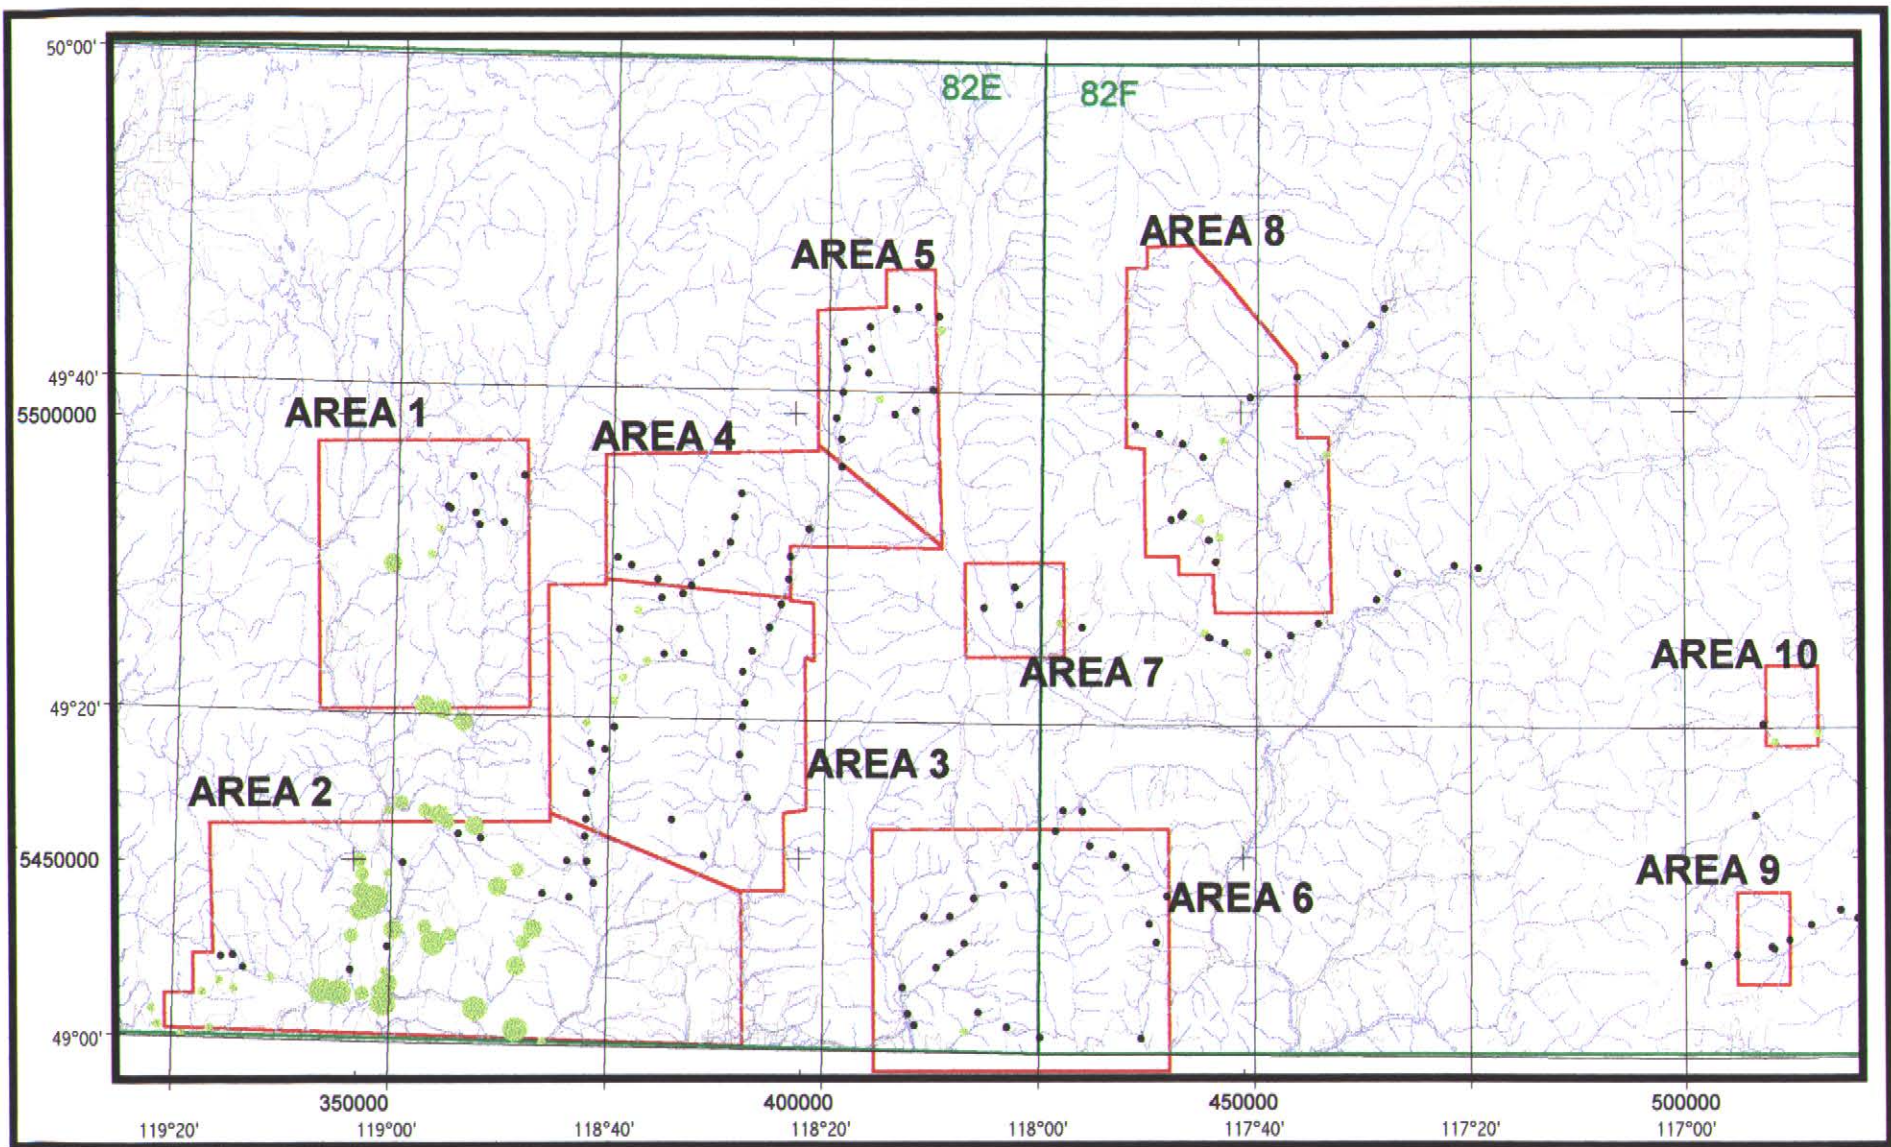 50°00'
82E
82F
AREA 8
AREA 5
49°40'
5500000
AREA 1
AREA 4
AREA 10
AREA 7
49°20'
AREA 3
AREA 2
5450000
AREA 9
AREA 6
49°00'
350000 400000 450000 500000
119°20' 119°00' 118°40' 118°20' 118°00' 117°40' 117°20' 117°00'